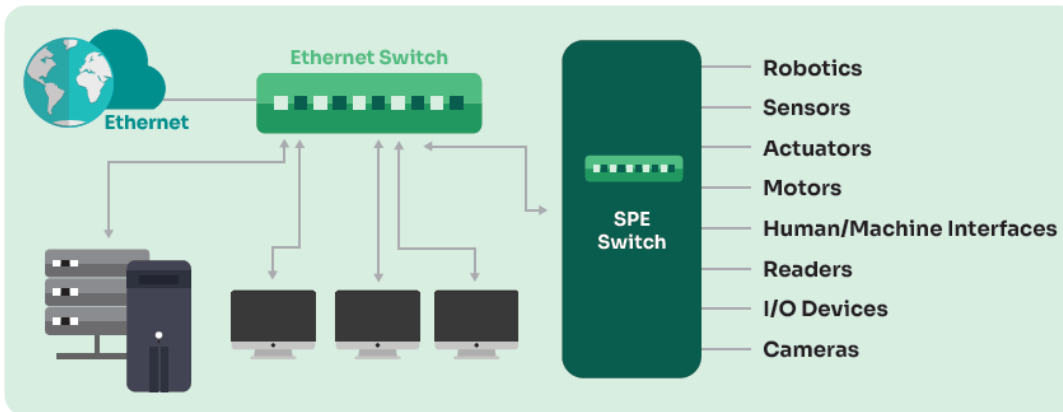 Ethernet Switch
Ethernet
SPE
Switch
Robotics
Sensors
Actuators
Motors
Human/Machine Interfaces
Readers
I/O Devices
Cameras